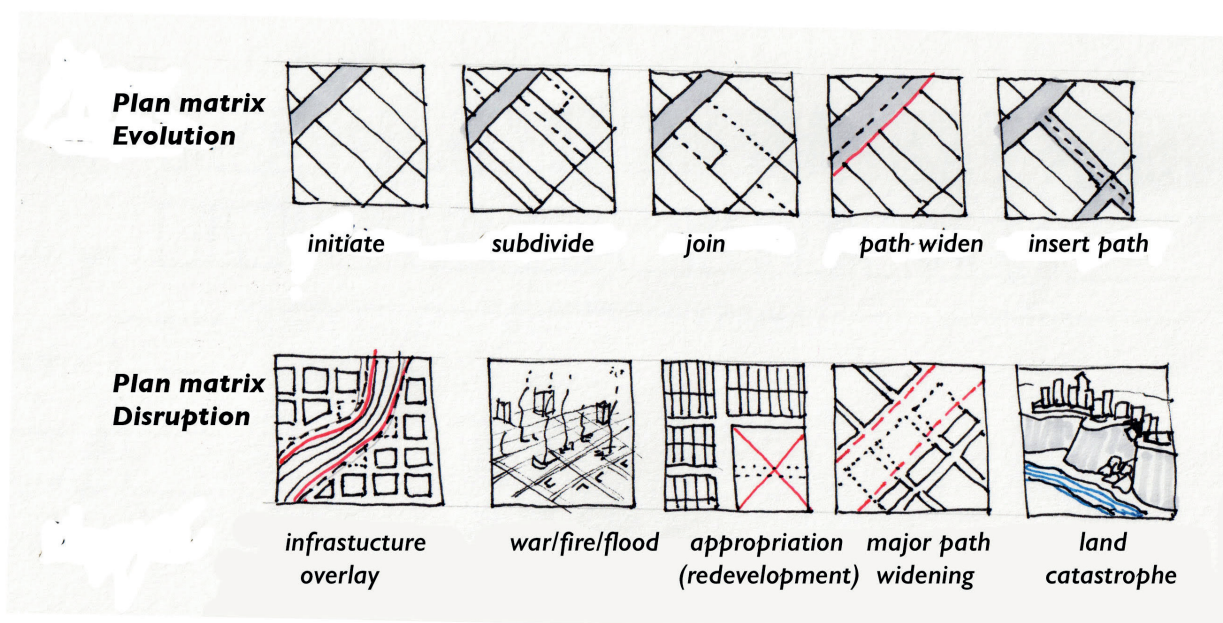 Plan matrix
Evolution
initiate
subdivide
join
path widen
insert path
Plan matrix
Disruption
infrastucture
overlay
war/fire/flood
appropriation
(redevelopment)
major path
widening
land
catastrophe